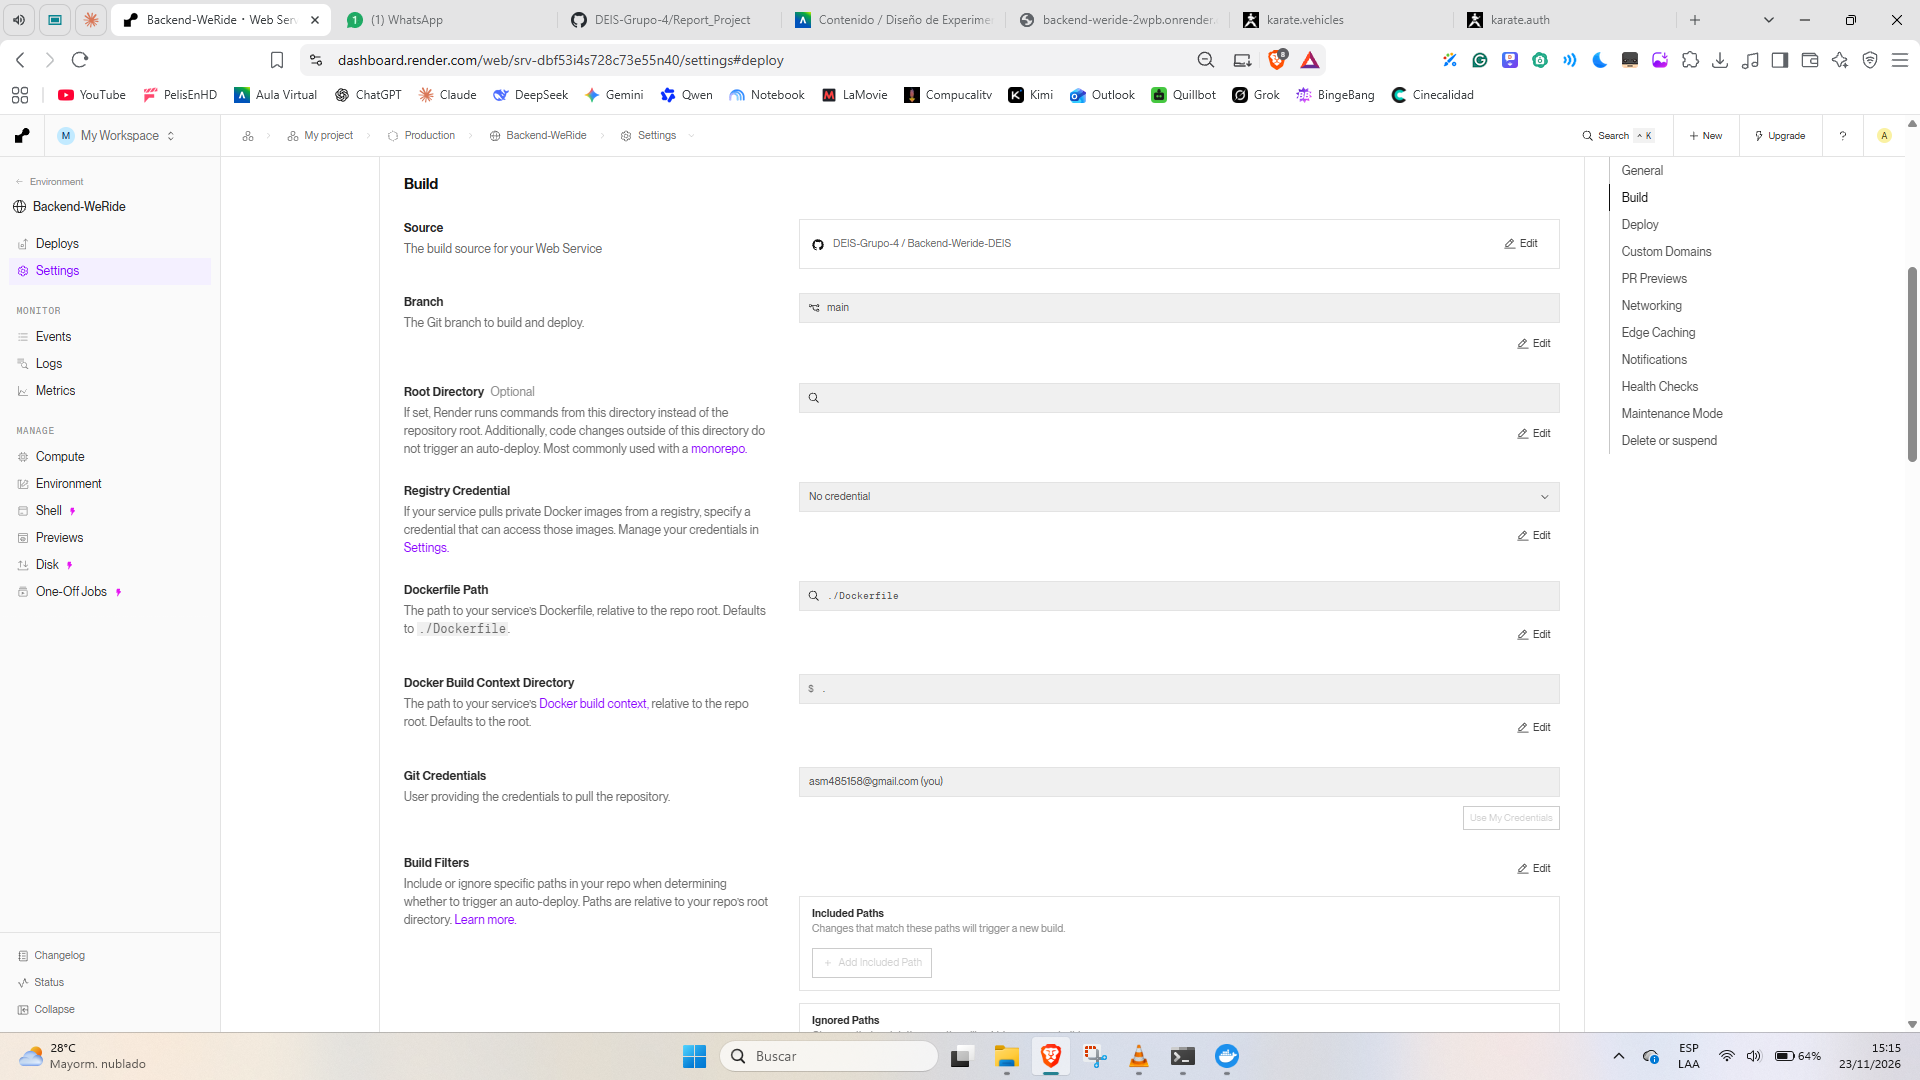 Backend-WeRide · Web Serv
(1) WhatsApp
DEIS-Grupo-4/Report_Project
Contenido / Diseño de Experime
backend-weride-2wpb.onrender.
karate.vehicles
karate.auth
dashboard.render.com/web/srv-dbf53i4s728c73e55n40/settings#deploy
8
YouTube
PelisEnHD
Aula Virtual
ChatGPT
Claude
DeepSeek
Gemini
Qwen
Notebook
LaMovie
Compucalitv
Kimi
Outlook
Quillbot
Grok
BingeBang
Cinecalidad
M My Workspace
My project
Production
Backend-WeRide
Settings
Search ^ K
+ New
Upgrade
?
A
← Environment
Backend-WeRide
Deploys
Settings
MONITOR
Events
Logs
Metrics
MANAGE
Compute
Environment
Shell
Previews
Disk
One-Off Jobs
Changelog
Status
Collapse
Build
Source
The build source for your Web Service
DEIS-Grupo-4 / Backend-Weride-DEIS
Edit
Branch
The Git branch to build and deploy.
main
Edit
Root Directory Optional
If set, Render runs commands from this directory instead of the
repository root. Additionally, code changes outside of this directory do
not trigger an auto-deploy. Most commonly used with a monorepo.
Edit
Registry Credential
If your service pulls private Docker images from a registry, specify a
credential that can access those images. Manage your credentials in
Settings.
No credential
Edit
Dockerfile Path
The path to your service's Dockerfile, relative to the repo root. Defaults
to ./Dockerfile.
./Dockerfile
Edit
Docker Build Context Directory
The path to your service's Docker build context, relative to the repo
root. Defaults to the root.
$ .
Edit
Git Credentials
User providing the credentials to pull the repository.
asm485158@gmail.com (you)
Use My Credentials
Build Filters
Include or ignore specific paths in your repo when determining
whether to trigger an auto-deploy. Paths are relative to your repo's root
directory. Learn more.
Edit
Included Paths
Changes that match these paths will trigger a new build.
+ Add Included Path
Ignored Paths
General
Build
Deploy
Custom Domains
PR Previews
Networking
Edge Caching
Notifications
Health Checks
Maintenance Mode
Delete or suspend
28°C
Mayorm. nublado
Buscar
ESP
LAA
64%
15:15
23/11/2026